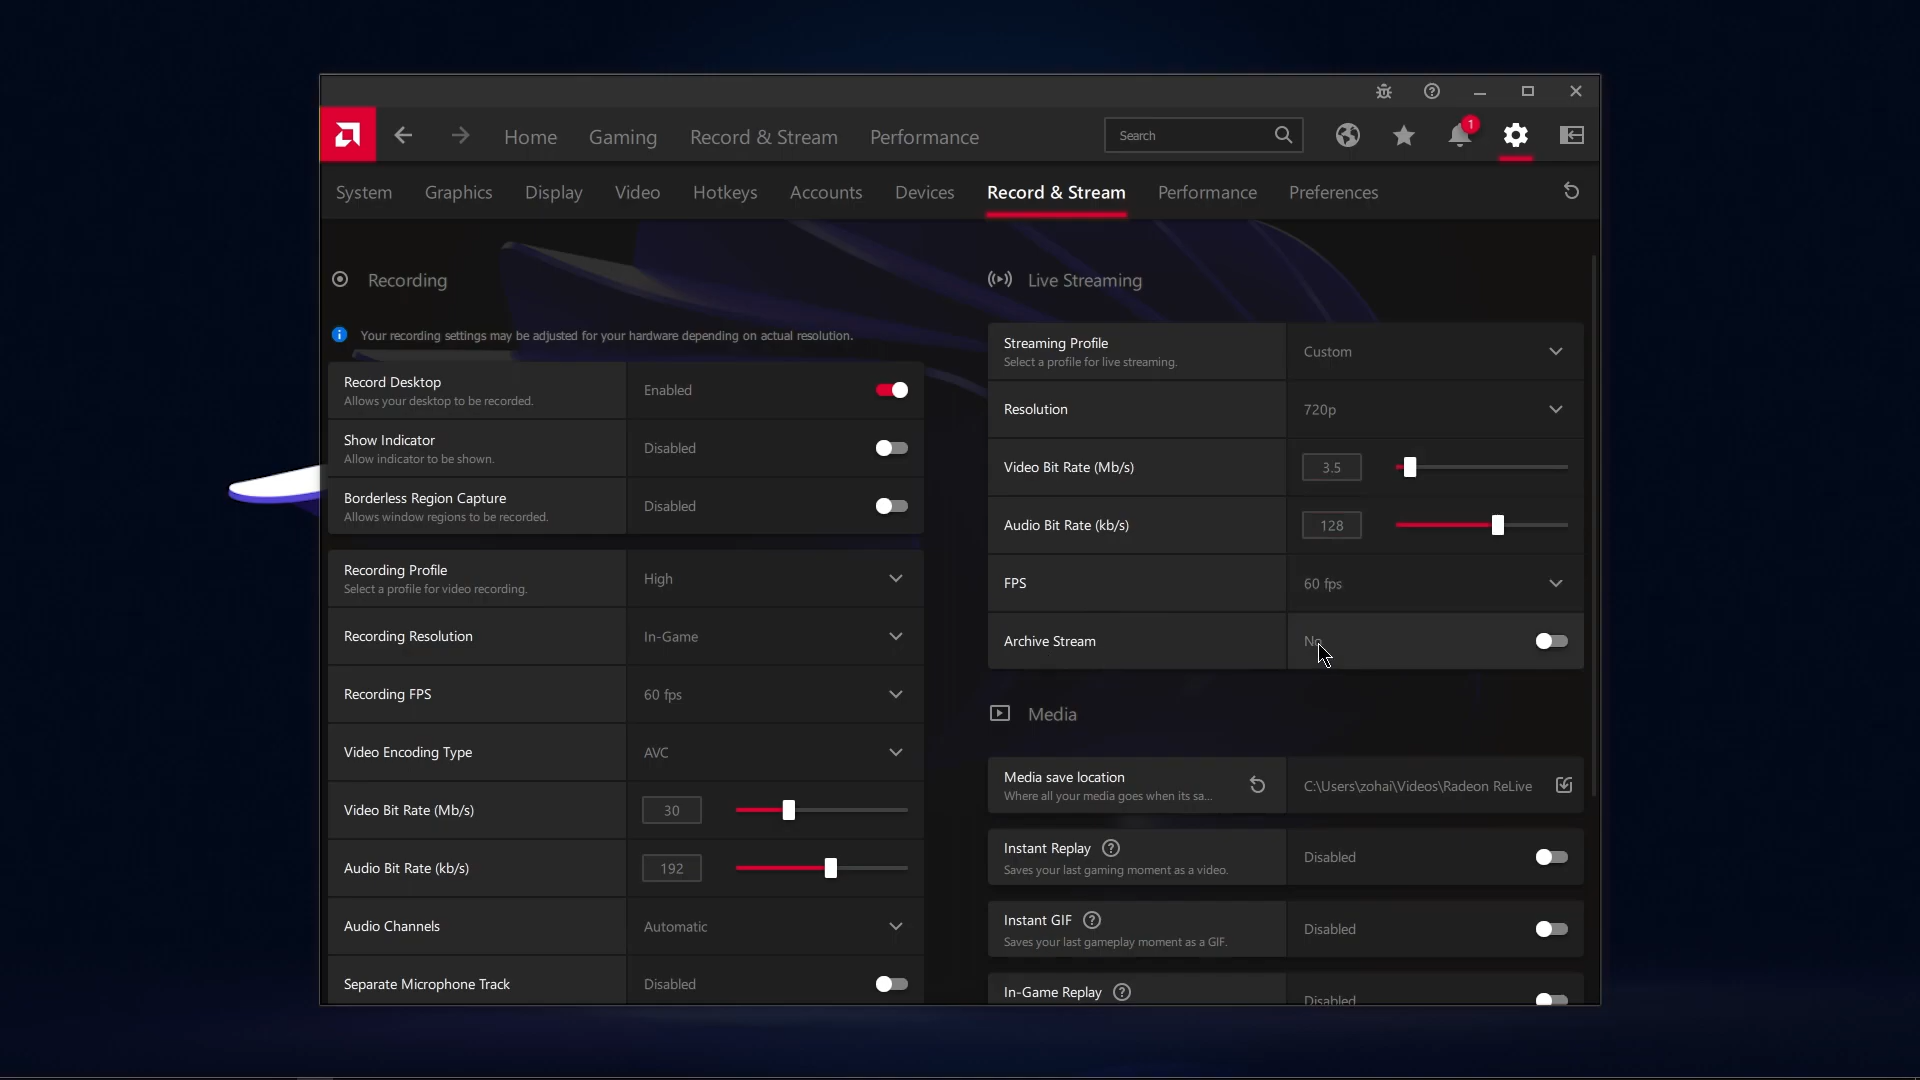 Home
Gaming
Record & Stream
Performance
Search
1
System
Graphics
Display
Video
Hotkeys
Accounts
Devices
Record & Stream
Performance
Preferences
Recording
Your recording settings may be adjusted for your hardware depending on actual resolution.
Record Desktop
Allows your desktop to be recorded.
Enabled
Show Indicator
Allow indicator to be shown.
Disabled
Borderless Region Capture
Allows window regions to be recorded.
Disabled
Recording Profile
Select a profile for video recording.
High
Recording Resolution
In-Game
Recording FPS
60 fps
Video Encoding Type
AVC
Video Bit Rate (Mb/s)
30
Audio Bit Rate (kb/s)
192
Audio Channels
Automatic
Separate Microphone Track
Disabled
Live Streaming
Streaming Profile
Select a profile for live streaming.
Custom
Resolution
720p
Video Bit Rate (Mb/s)
3.5
Audio Bit Rate (kb/s)
128
FPS
60 fps
Archive Stream
No
Media
Media save location
Where all your media goes when its sa...
C:\Users\zohai\Videos\Radeon ReLive
Instant Replay
Saves your last gaming moment as a video.
Disabled
Instant GIF
Saves your last gameplay moment as a GIF.
Disabled
In-Game Replay
Disabled